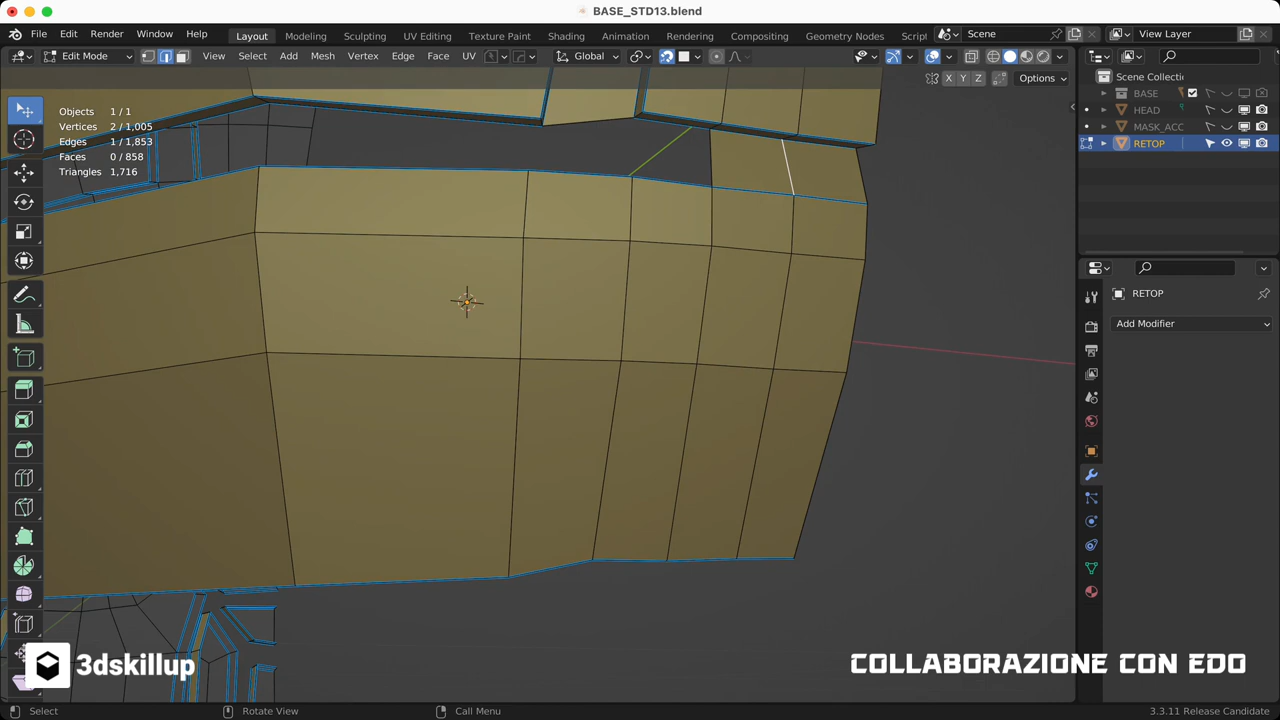 BASE_STD13.blend
File Edit Render Window Help
Layout Modeling Sculpting UV Editing Texture Paint Shading Animation Rendering Compositing Geometry Nodes Script
Scene
View Layer
Edit Mode View Select Add Mesh Vertex Edge Face UV Global
X Y Z Options
Scene Collectio
BASE
HEAD
MASK_ACC
RETOP
Objects 1 / 1
Vertices 2 / 1,005
Edges 1 / 1,853
Faces 0 / 858
Triangles 1,716
RETOP
Add Modifier
3dskillup
COLLABORAZIONE CON EDO
Select Rotate View Call Menu 3.3.11 Release Candidate